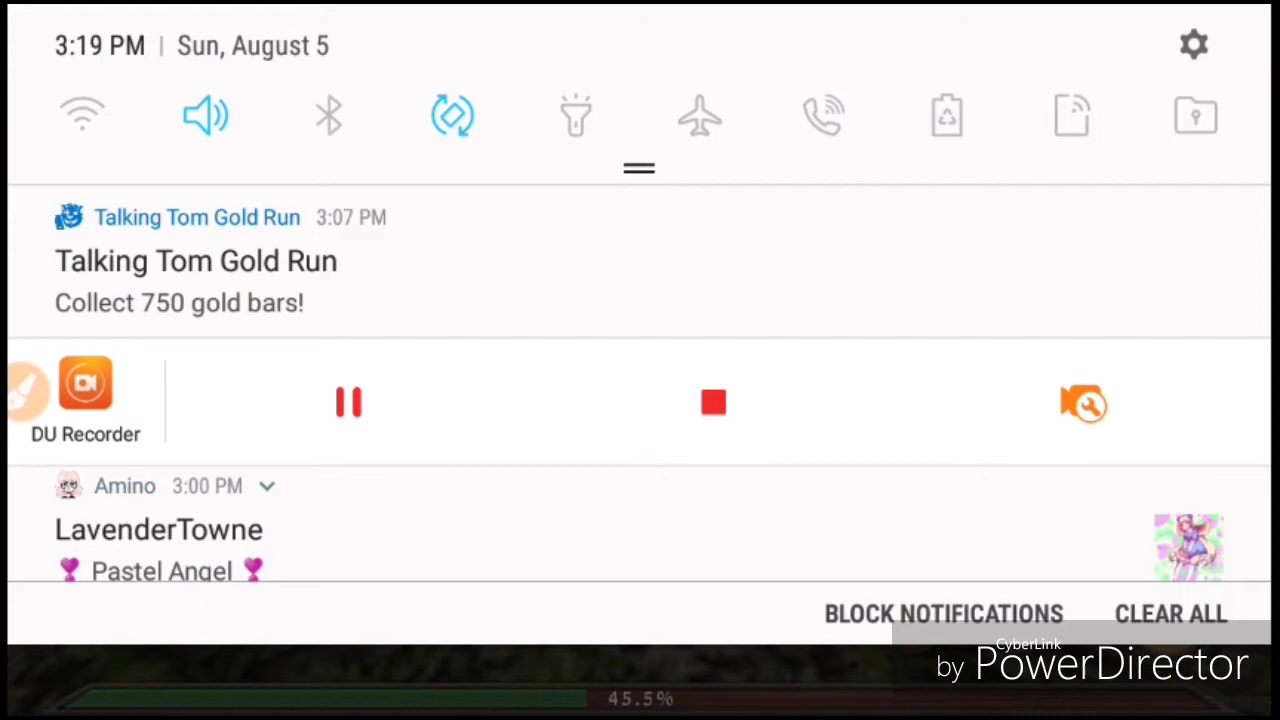 3:19 PM | Sun, August 5
Talking Tom Gold Run 3:07 PM
Talking Tom Gold Run
Collect 750 gold bars!
DU Recorder
Amino 3:00 PM
LavenderTowne
Pastel Angel
BLOCK NOTIFICATIONS CLEAR ALL
CyberLink
by PowerDirector
45.5%